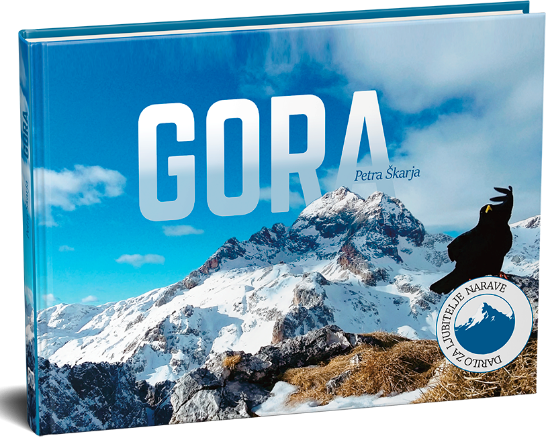 GORA
Petra Škarja
DARILO ZA LJUBITELJE NARAVE
GORA